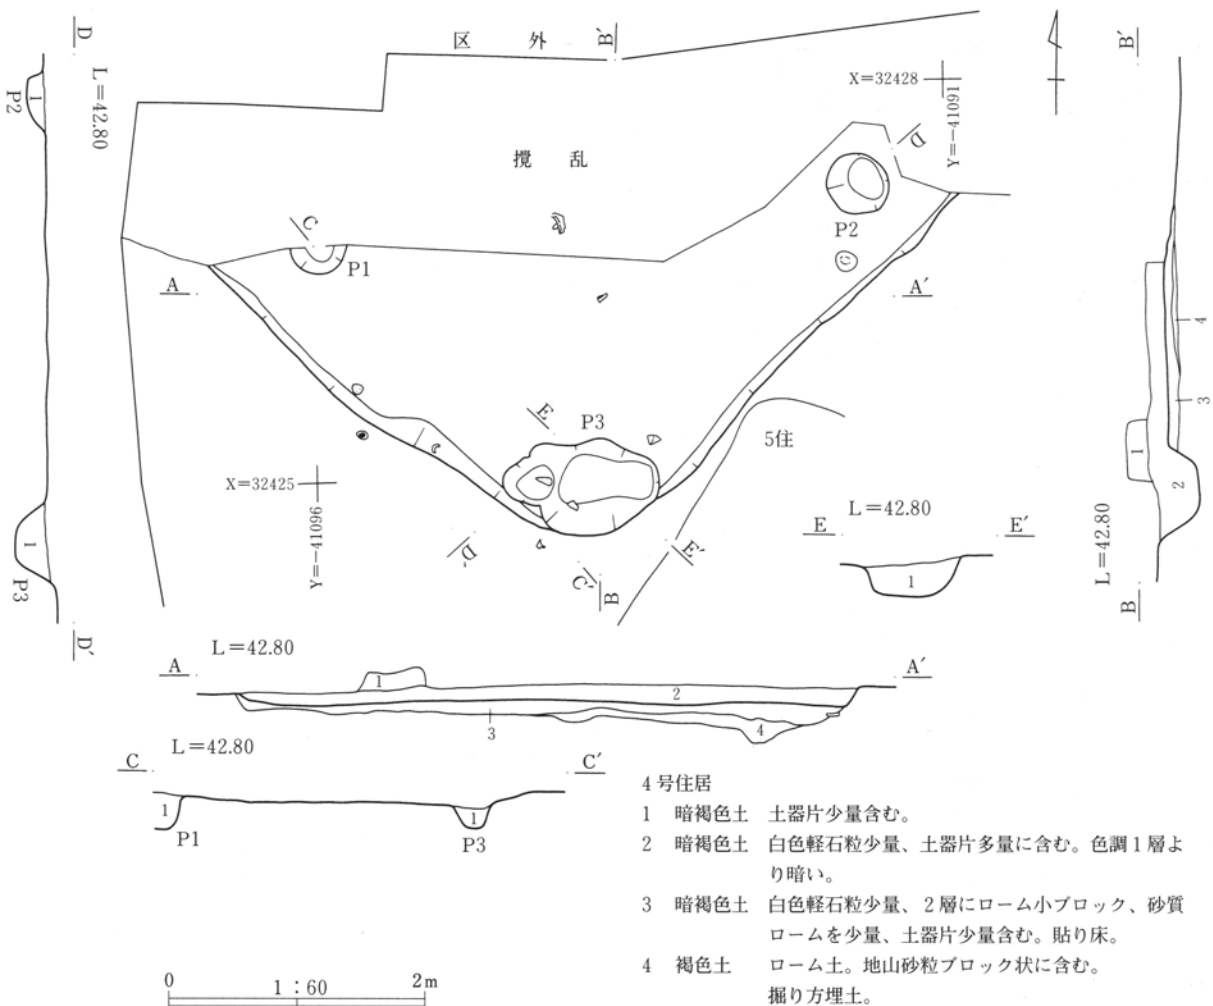 D
B′
区 外
B′
L＝42.80
1
P2
X＝32428
Y＝−41091
攪 乱
D
P2
C
P1
A
A′
4
3
E
P3
5住
1
2
L＝42.80
B
X＝32425
Y＝−41096
D′
E′
C′
B
E
L＝42.80
E′
1
1
P3
D′
A
L＝42.80
A′
1
2
3
4
L＝42.80
C
C′
1
P1
1
P3
4号住居
1 暗褐色土 土器片少量含む。
2 暗褐色土 白色軽石粒少量、土器片多量に含む。色調1層よ
り暗い。
3 暗褐色土 白色軽石粒少量、2層にローム小ブロック、砂質
ロームを少量、土器片少量含む。貼り床。
4 褐色土 ローム土。地山砂粒ブロック状に含む。
掘り方埋土。
0 1：60 2m